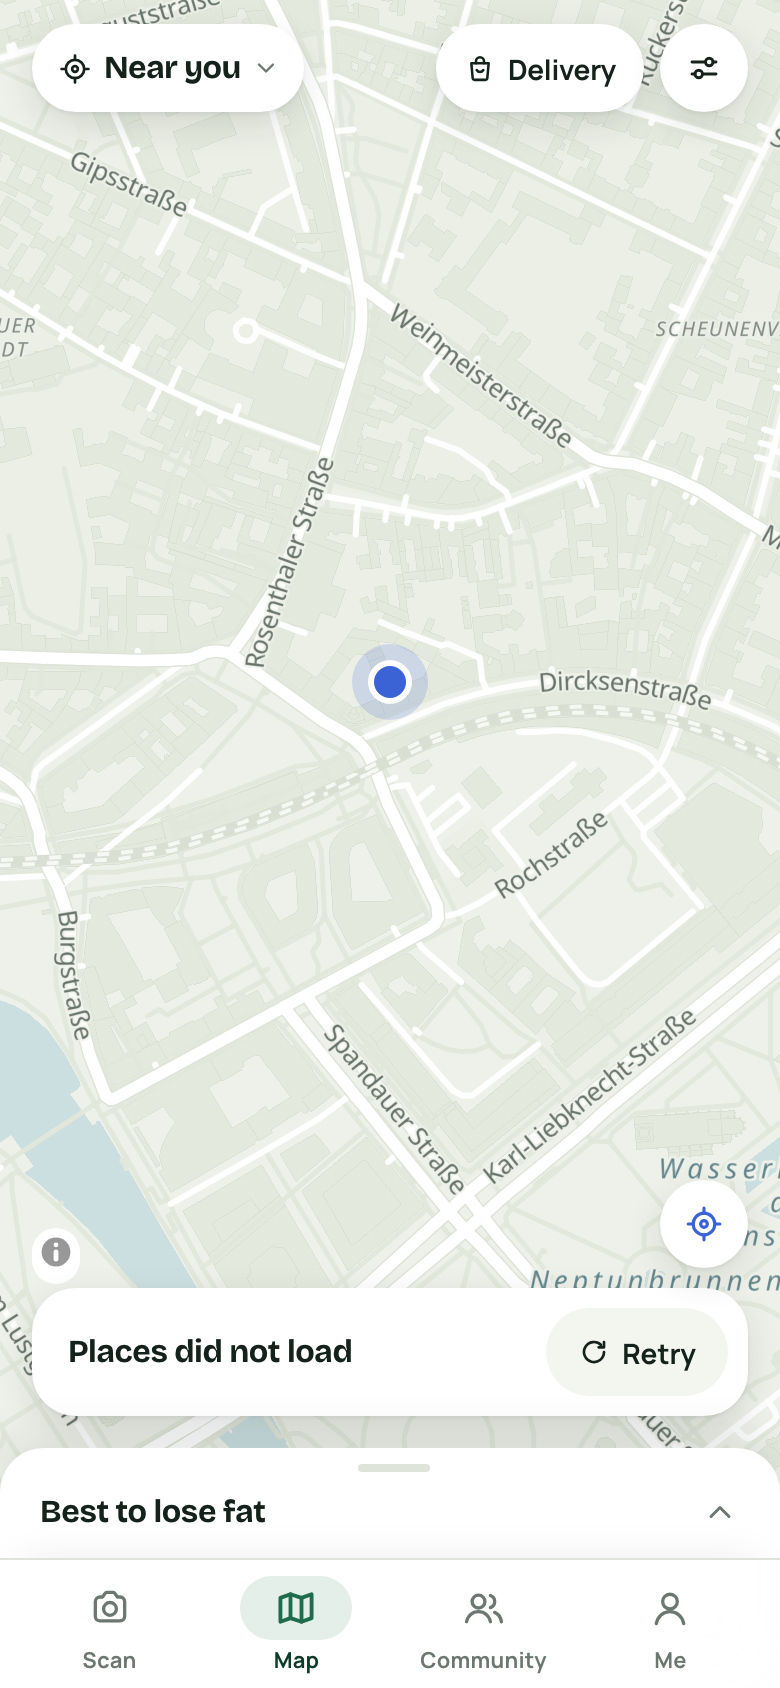 Near you
Delivery
Gipsstraße
Weinmeisterstraße
Rosenthaler Straße
Dircksenstraße
Rochstraße
Burgstraße
Spandauer Straße
Karl-Liebknecht-Straße
Neptunbrunnen
Places did not load
Retry
Best to lose fat
Scan
Map
Community
Me